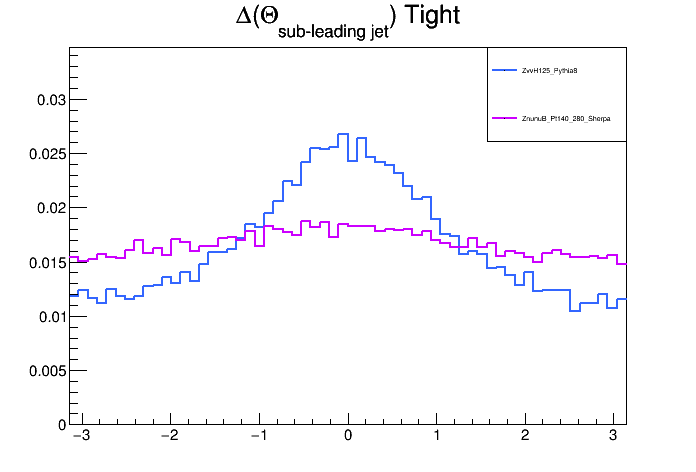 Δ(Θsub-leading jet) Tight
ZvvH125_Pythia8
ZnunuB_Pt140_280_Sherpa
0.03
0.025
0.02
0.015
0.01
0.005
0
−3 −2 −1 0 1 2 3